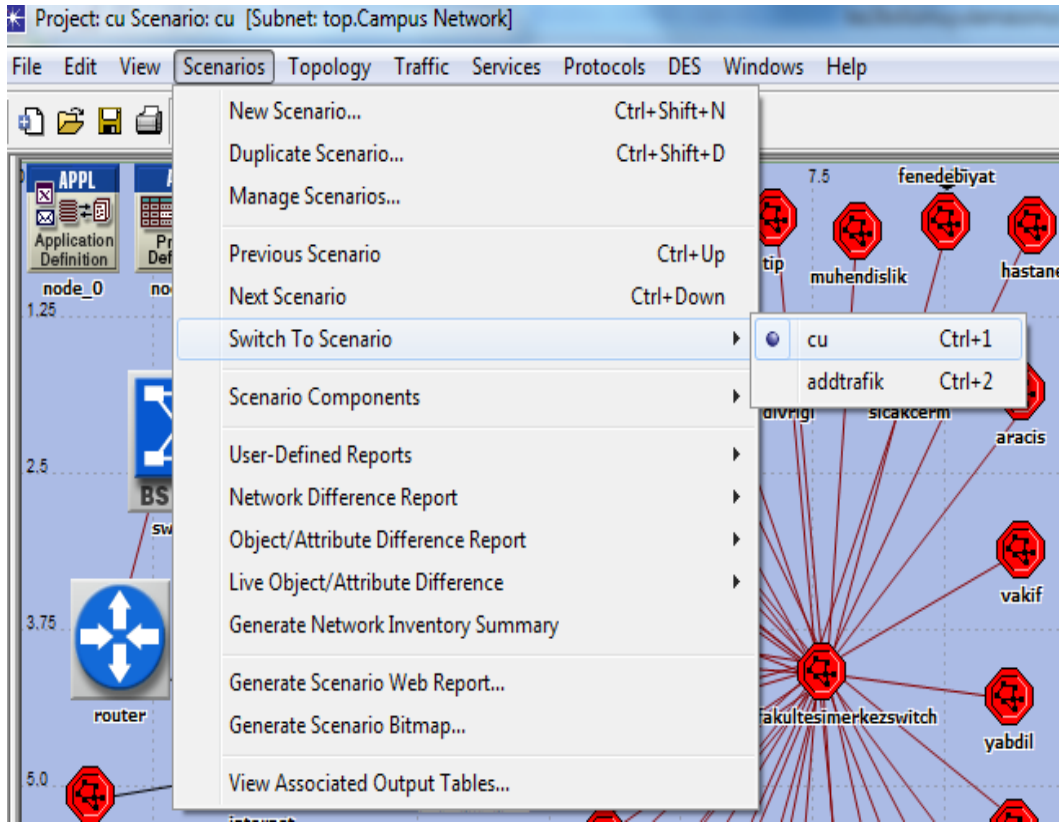 Project: cu Scenario: cu [Subnet: top.Campus Network]
File Edit View Scenarios Topology Traffic Services Protocols DES Windows Help
New Scenario... Ctrl+Shift+N
Duplicate Scenario... Ctrl+Shift+D
Manage Scenarios...
Previous Scenario Ctrl+Up
Next Scenario Ctrl+Down
Switch To Scenario
cu Ctrl+1
addtrafik Ctrl+2
Scenario Components
User-Defined Reports
Network Difference Report
Object/Attribute Difference Report
Live Object/Attribute Difference
Generate Network Inventory Summary
Generate Scenario Web Report...
Generate Scenario Bitmap...
View Associated Output Tables...
APPL
Application
Definition
node_0
Pr
Def
no
1.25
2.5
BS
sw
3.75
router
5.0
7.5
fenedebiyat
tip
muhendislik
hastane
divrigi
sicakcerm
aracis
vakif
fakultesimerkezswitch
yabdil